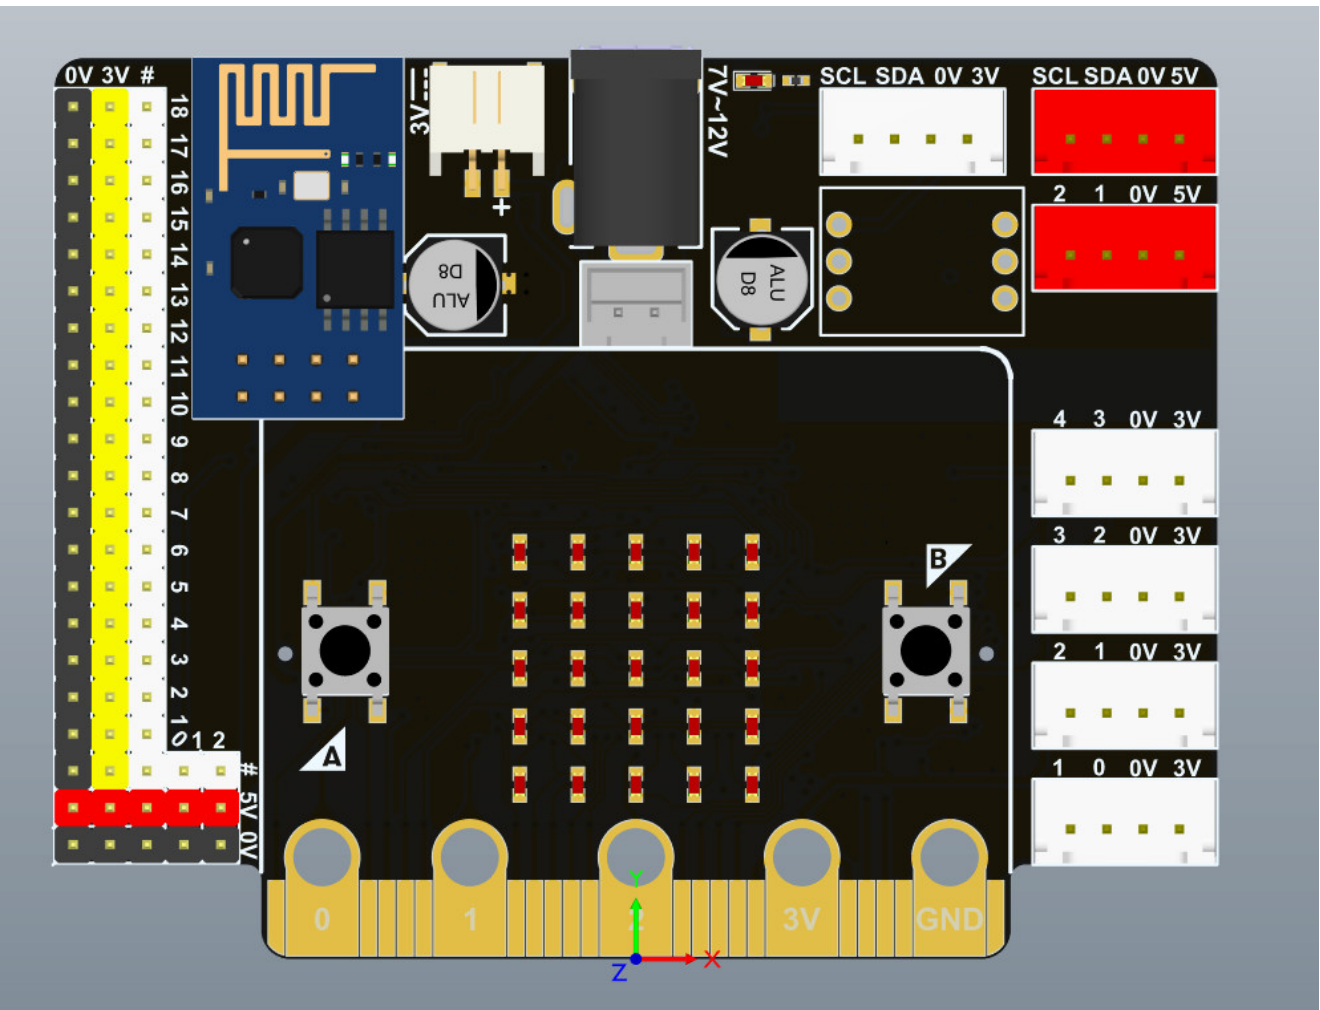 0V 3V #
3V
+
7V~12V
SCL SDA 0V 3V
SCL SDA 0V 5V
2 1 0V 5V
18
17
16
15
14
13
12
11
10
9
8
7
6
5
4
3
2
1
0 1 2
#
5V
0V
D8
ALU
ALU
D8
4 3 0V 3V
3 2 0V 3V
2 1 0V 3V
1 0 0V 3V
A
B
0 1 2 3V GND
Y
X
Z